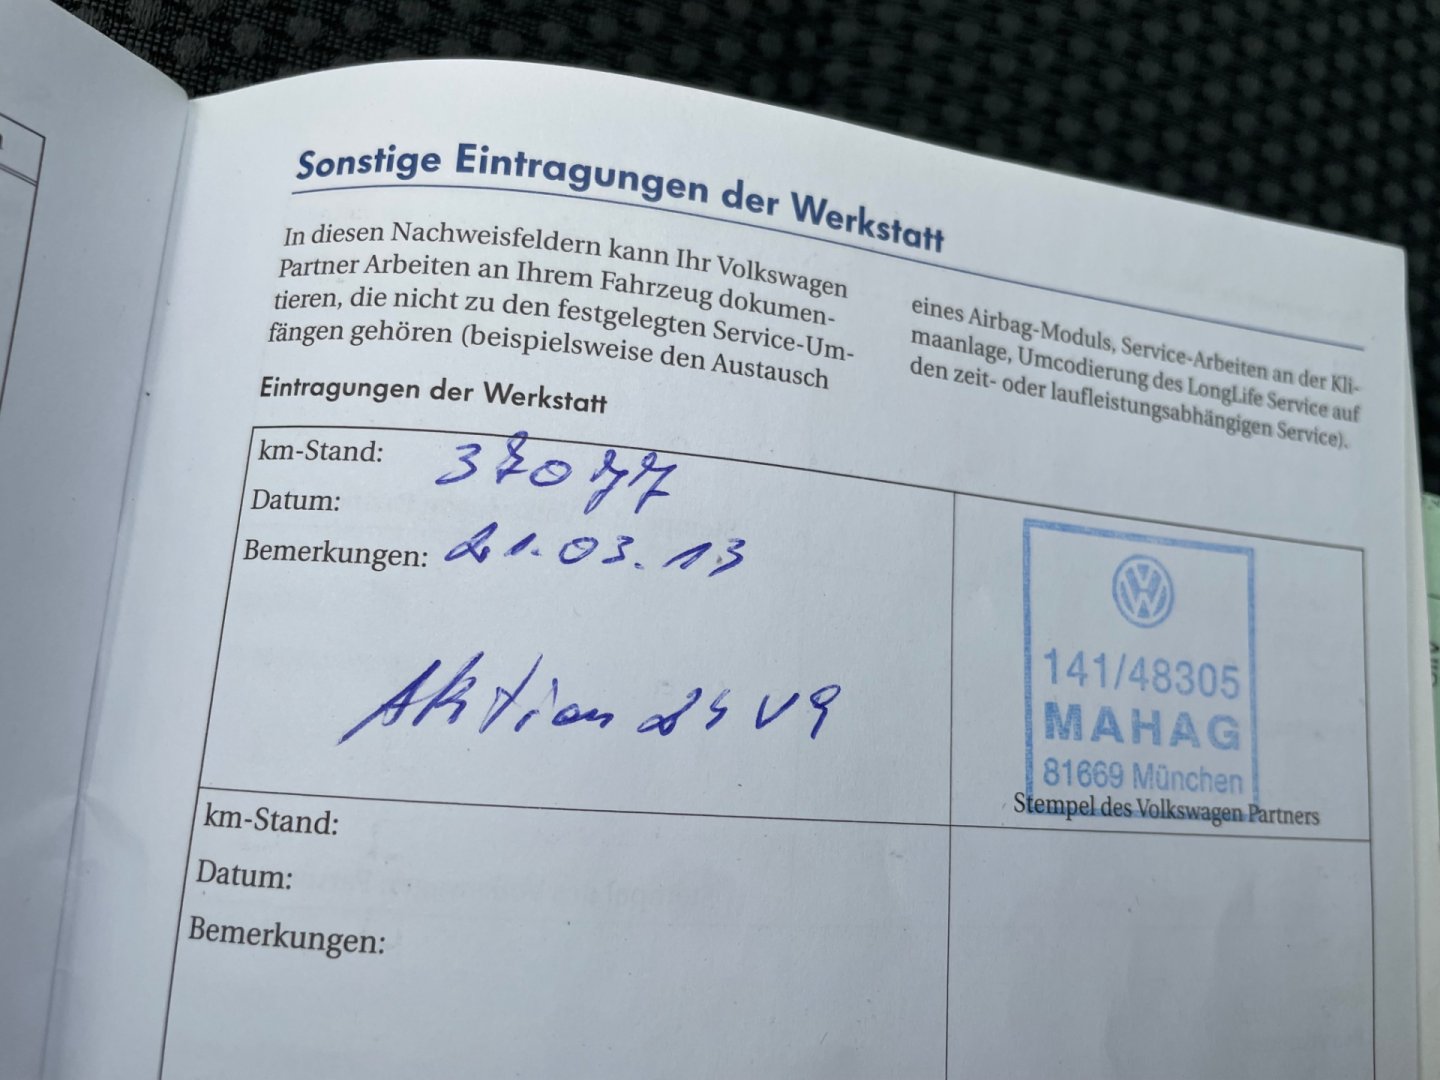 Sonstige Eintragungen der Werkstatt
In diesen Nachweisfeldern kann Ihr Volkswagen
Partner Arbeiten an Ihrem Fahrzeug dokumen-
tieren, die nicht zu den festgelegten Service-Um-
fängen gehören (beispielsweise den Austausch
eines Airbag-Moduls, Service-Arbeiten an der Kli-
maanlage, Umcodierung des LongLife Service auf
den zeit- oder laufleistungsabhängigen Service).
Eintragungen der Werkstatt
km-Stand: 37077
Datum:
Bemerkungen: 21.03.13
Aktion
141/48305
MAHAG
81669 München
Stempel des Volkswagen Partners
km-Stand:
Datum:
Bemerkungen: